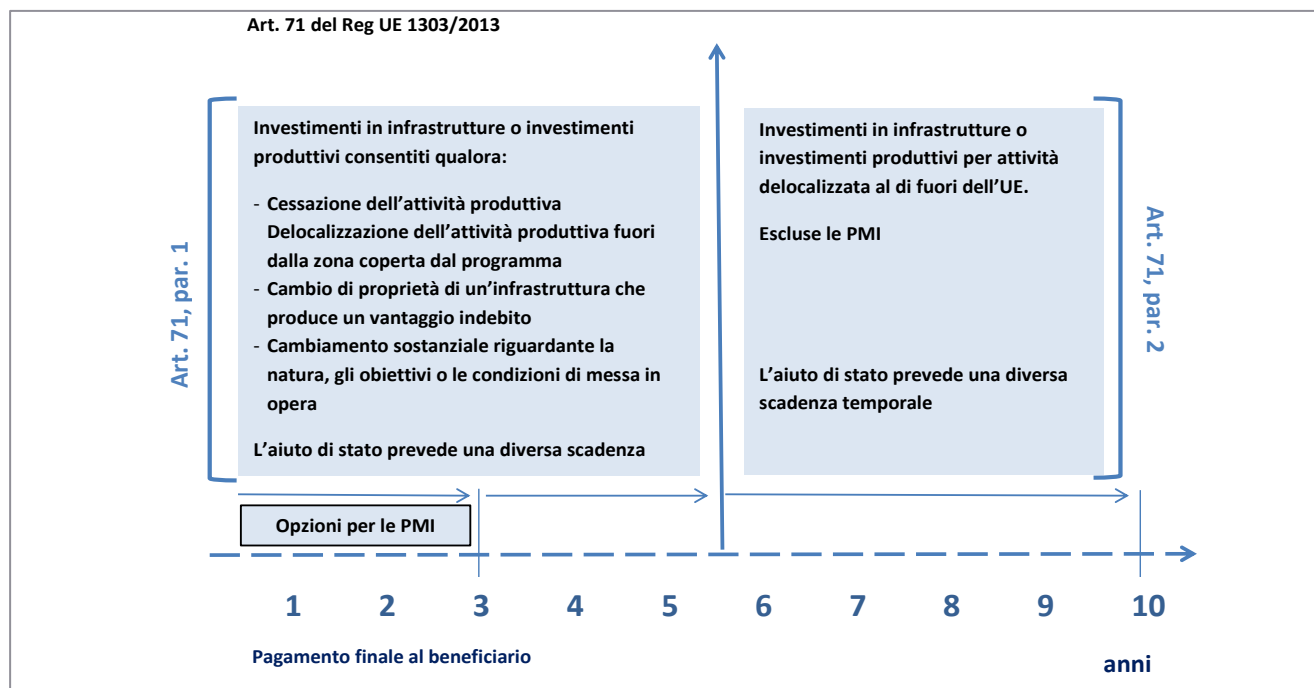 Art. 71 del Reg UE 1303/2013
Art. 71, par. 1
Investimenti in infrastrutture o investimenti
produttivi consentiti qualora:
- Cessazione dell’attività produttiva
Delocalizzazione dell’attività produttiva fuori
dalla zona coperta dal programma
- Cambio di proprietà di un’infrastruttura che
produce un vantaggio indebito
- Cambiamento sostanziale riguardante la
natura, gli obiettivi o le condizioni di messa in
opera
L’aiuto di stato prevede una diversa scadenza
Investimenti in infrastrutture o
investimenti produttivi per attività
delocalizzata al di fuori dell’UE.
Escluse le PMI
L’aiuto di stato prevede una diversa
scadenza temporale
Art. 71, par. 2
Opzioni per le PMI
1 2 3 4 5 6 7 8 9 10
Pagamento finale al beneficiario
anni